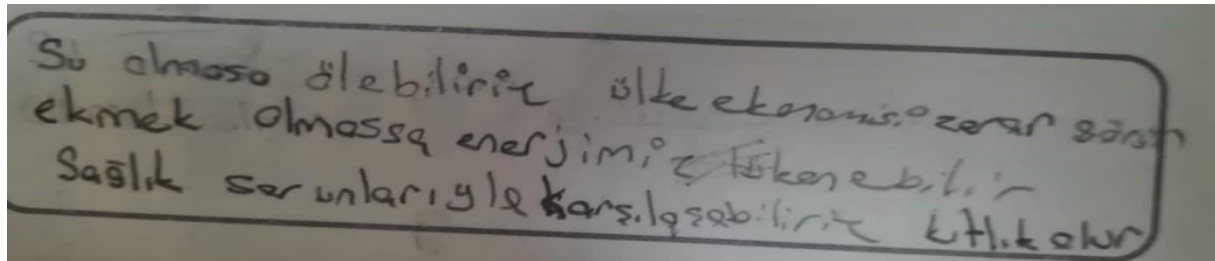 Su olmasa ölebiliriz ülke ekonomisi zarar görür
ekmek olmassa enerjimiz tükenebilir
Sağlık sorunlarıyla karşılaşabiliriz kıtlık olur